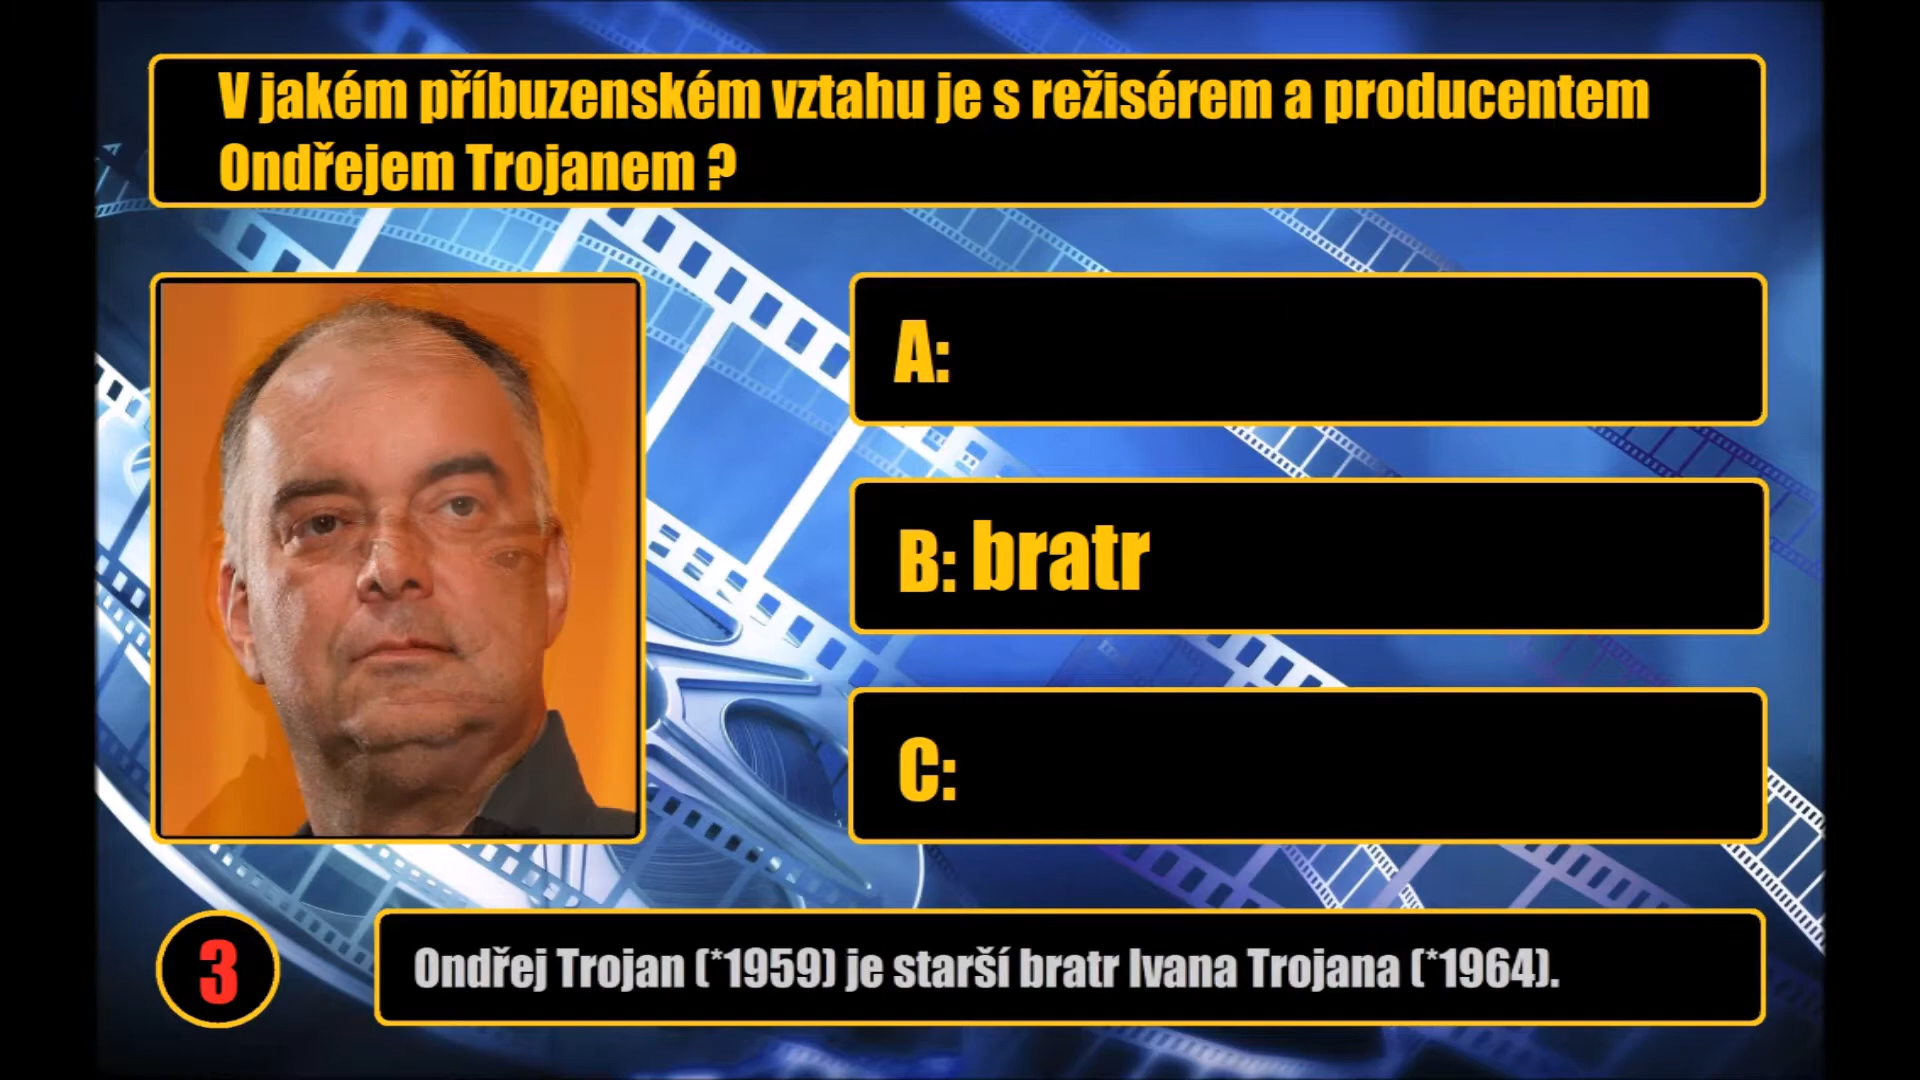 V jakém příbuzenském vztahu je s režisérem a producentem
Ondřejem Trojanem ?
A:
B: bratr
C:
3
Ondřej Trojan (*1959) je starší bratr Ivana Trojana (*1964).